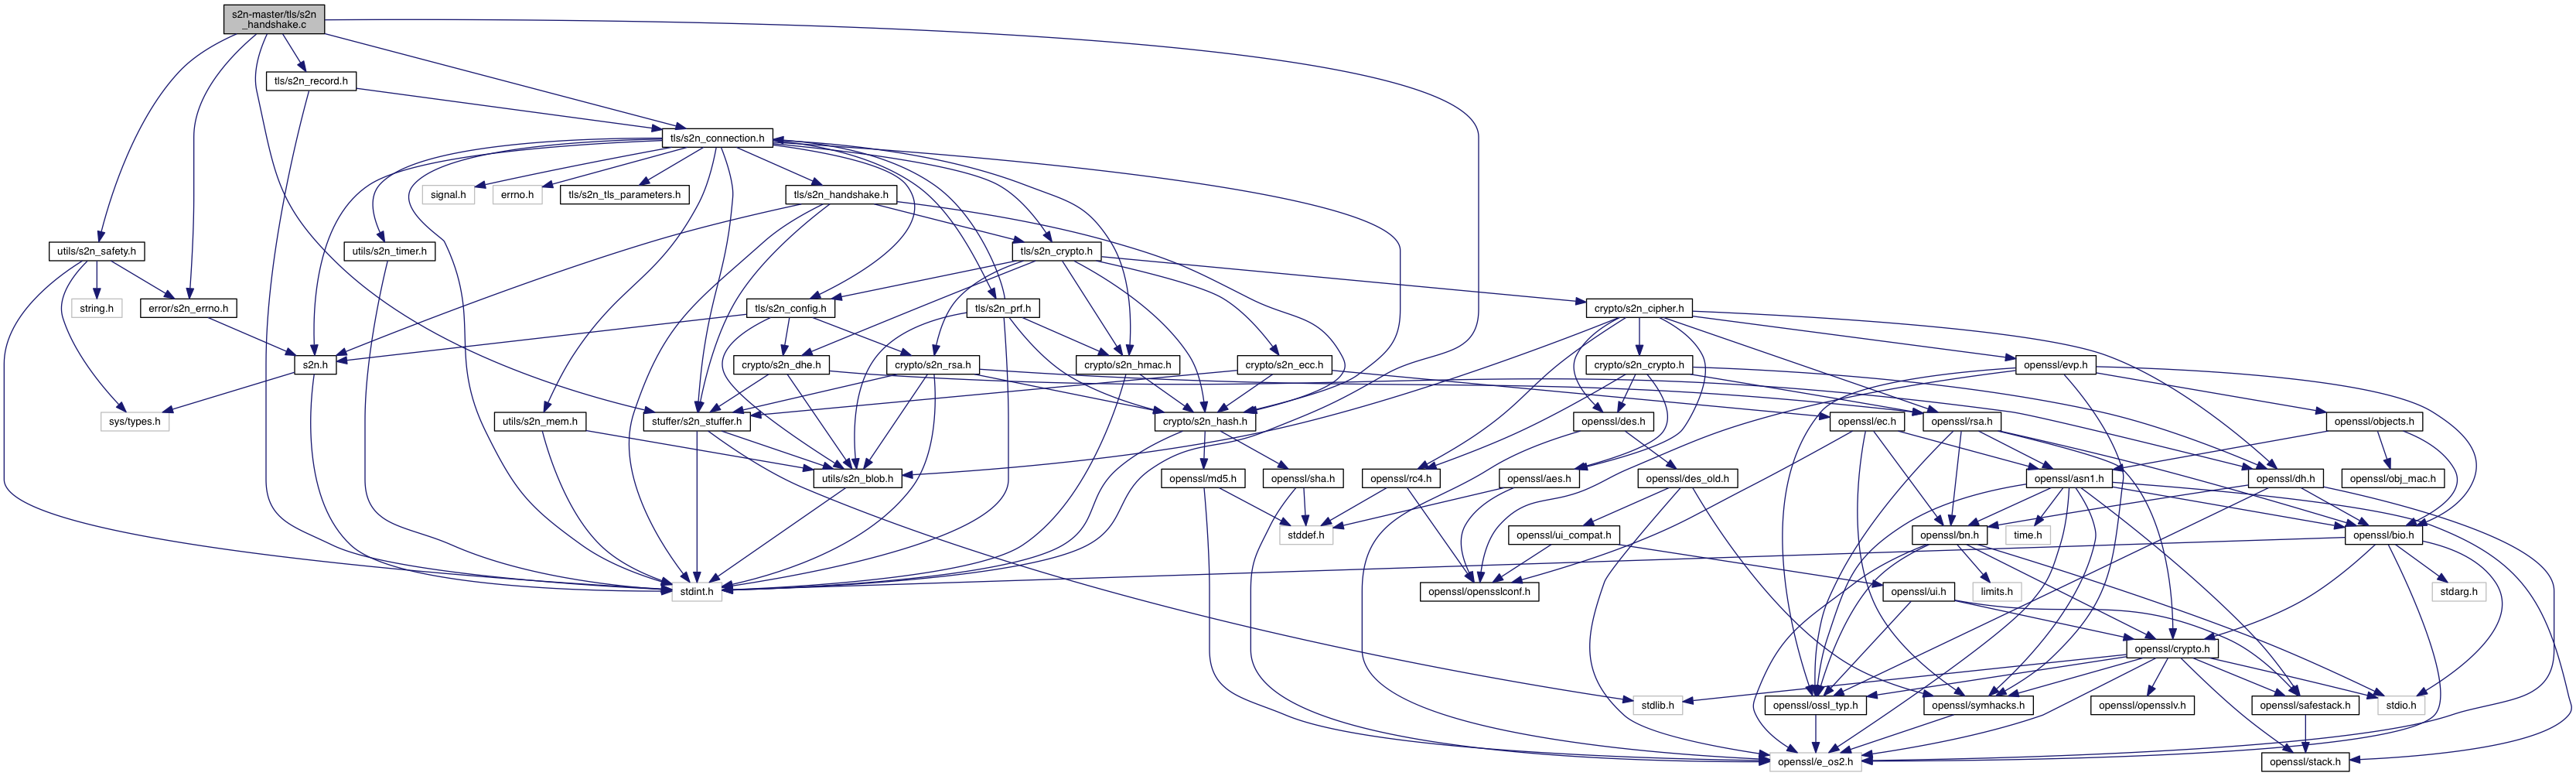 s2n-master/tls/s2n
_handshake.c
tls/s2n_record.h
tls/s2n_connection.h
signal.h
errno.h
tls/s2n_tls_parameters.h
tls/s2n_handshake.h
utils/s2n_safety.h
utils/s2n_timer.h
tls/s2n_crypto.h
string.h
error/s2n_errno.h
tls/s2n_config.h
tls/s2n_prf.h
crypto/s2n_cipher.h
s2n.h
crypto/s2n_dhe.h
crypto/s2n_rsa.h
crypto/s2n_hmac.h
crypto/s2n_ecc.h
crypto/s2n_crypto.h
openssl/evp.h
sys/types.h
utils/s2n_mem.h
stuffer/s2n_stuffer.h
crypto/s2n_hash.h
openssl/des.h
openssl/ec.h
openssl/rsa.h
openssl/objects.h
utils/s2n_blob.h
openssl/md5.h
openssl/sha.h
openssl/rc4.h
openssl/aes.h
openssl/des_old.h
openssl/asn1.h
openssl/dh.h
openssl/obj_mac.h
stddef.h
openssl/ui_compat.h
openssl/bn.h
time.h
openssl/bio.h
stdint.h
openssl/opensslconf.h
openssl/ui.h
limits.h
stdarg.h
openssl/crypto.h
stdlib.h
openssl/ossl_typ.h
openssl/symhacks.h
openssl/opensslv.h
openssl/safestack.h
stdio.h
openssl/e_os2.h
openssl/stack.h